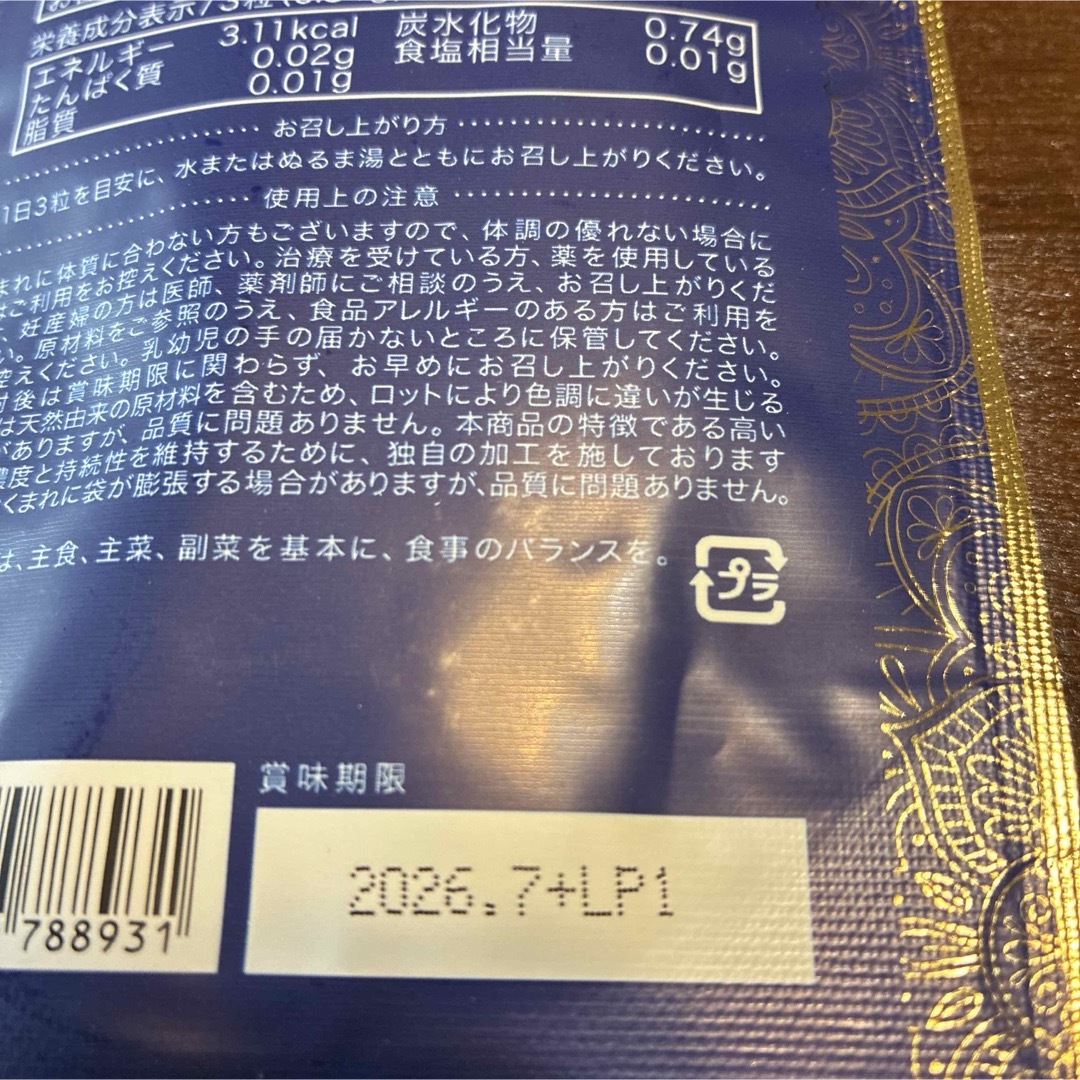 栄養成分表示/3粒
エネルギー 3.11kcal 炭水化物 0.74g
たんぱく質 0.02g 食塩相当量 0.01g
脂質 0.01g
お召し上がり方
1日3粒を目安に、水またはぬるま湯とともにお召し上がりください。
使用上の注意
まれに体質に合わない方もございますので、体調の優れない場合に
はご利用をお控えください。治療を受けている方、薬を使用している
、妊産婦の方は医師、薬剤師にご相談のうえ、お召し上がりくだ
い。原材料をご参照のうえ、食品アレルギーのある方はご利用を
控えください。乳幼児の手の届かないところに保管してください。
封後は賞味期限に関わらず、お早めにお召し上がりください。
は天然由来の原材料を含むため、ロットにより色調に違いが生じる
がありますが、品質に問題ありません。本商品の特徴である高い
濃度と持続性を維持するために、独自の加工を施しております
くまれに袋が膨張する場合がありますが、品質に問題ありません。
は、主食、主菜、副菜を基本に、食事のバランスを。
プラ
賞味期限
2026.7+LP1
788931